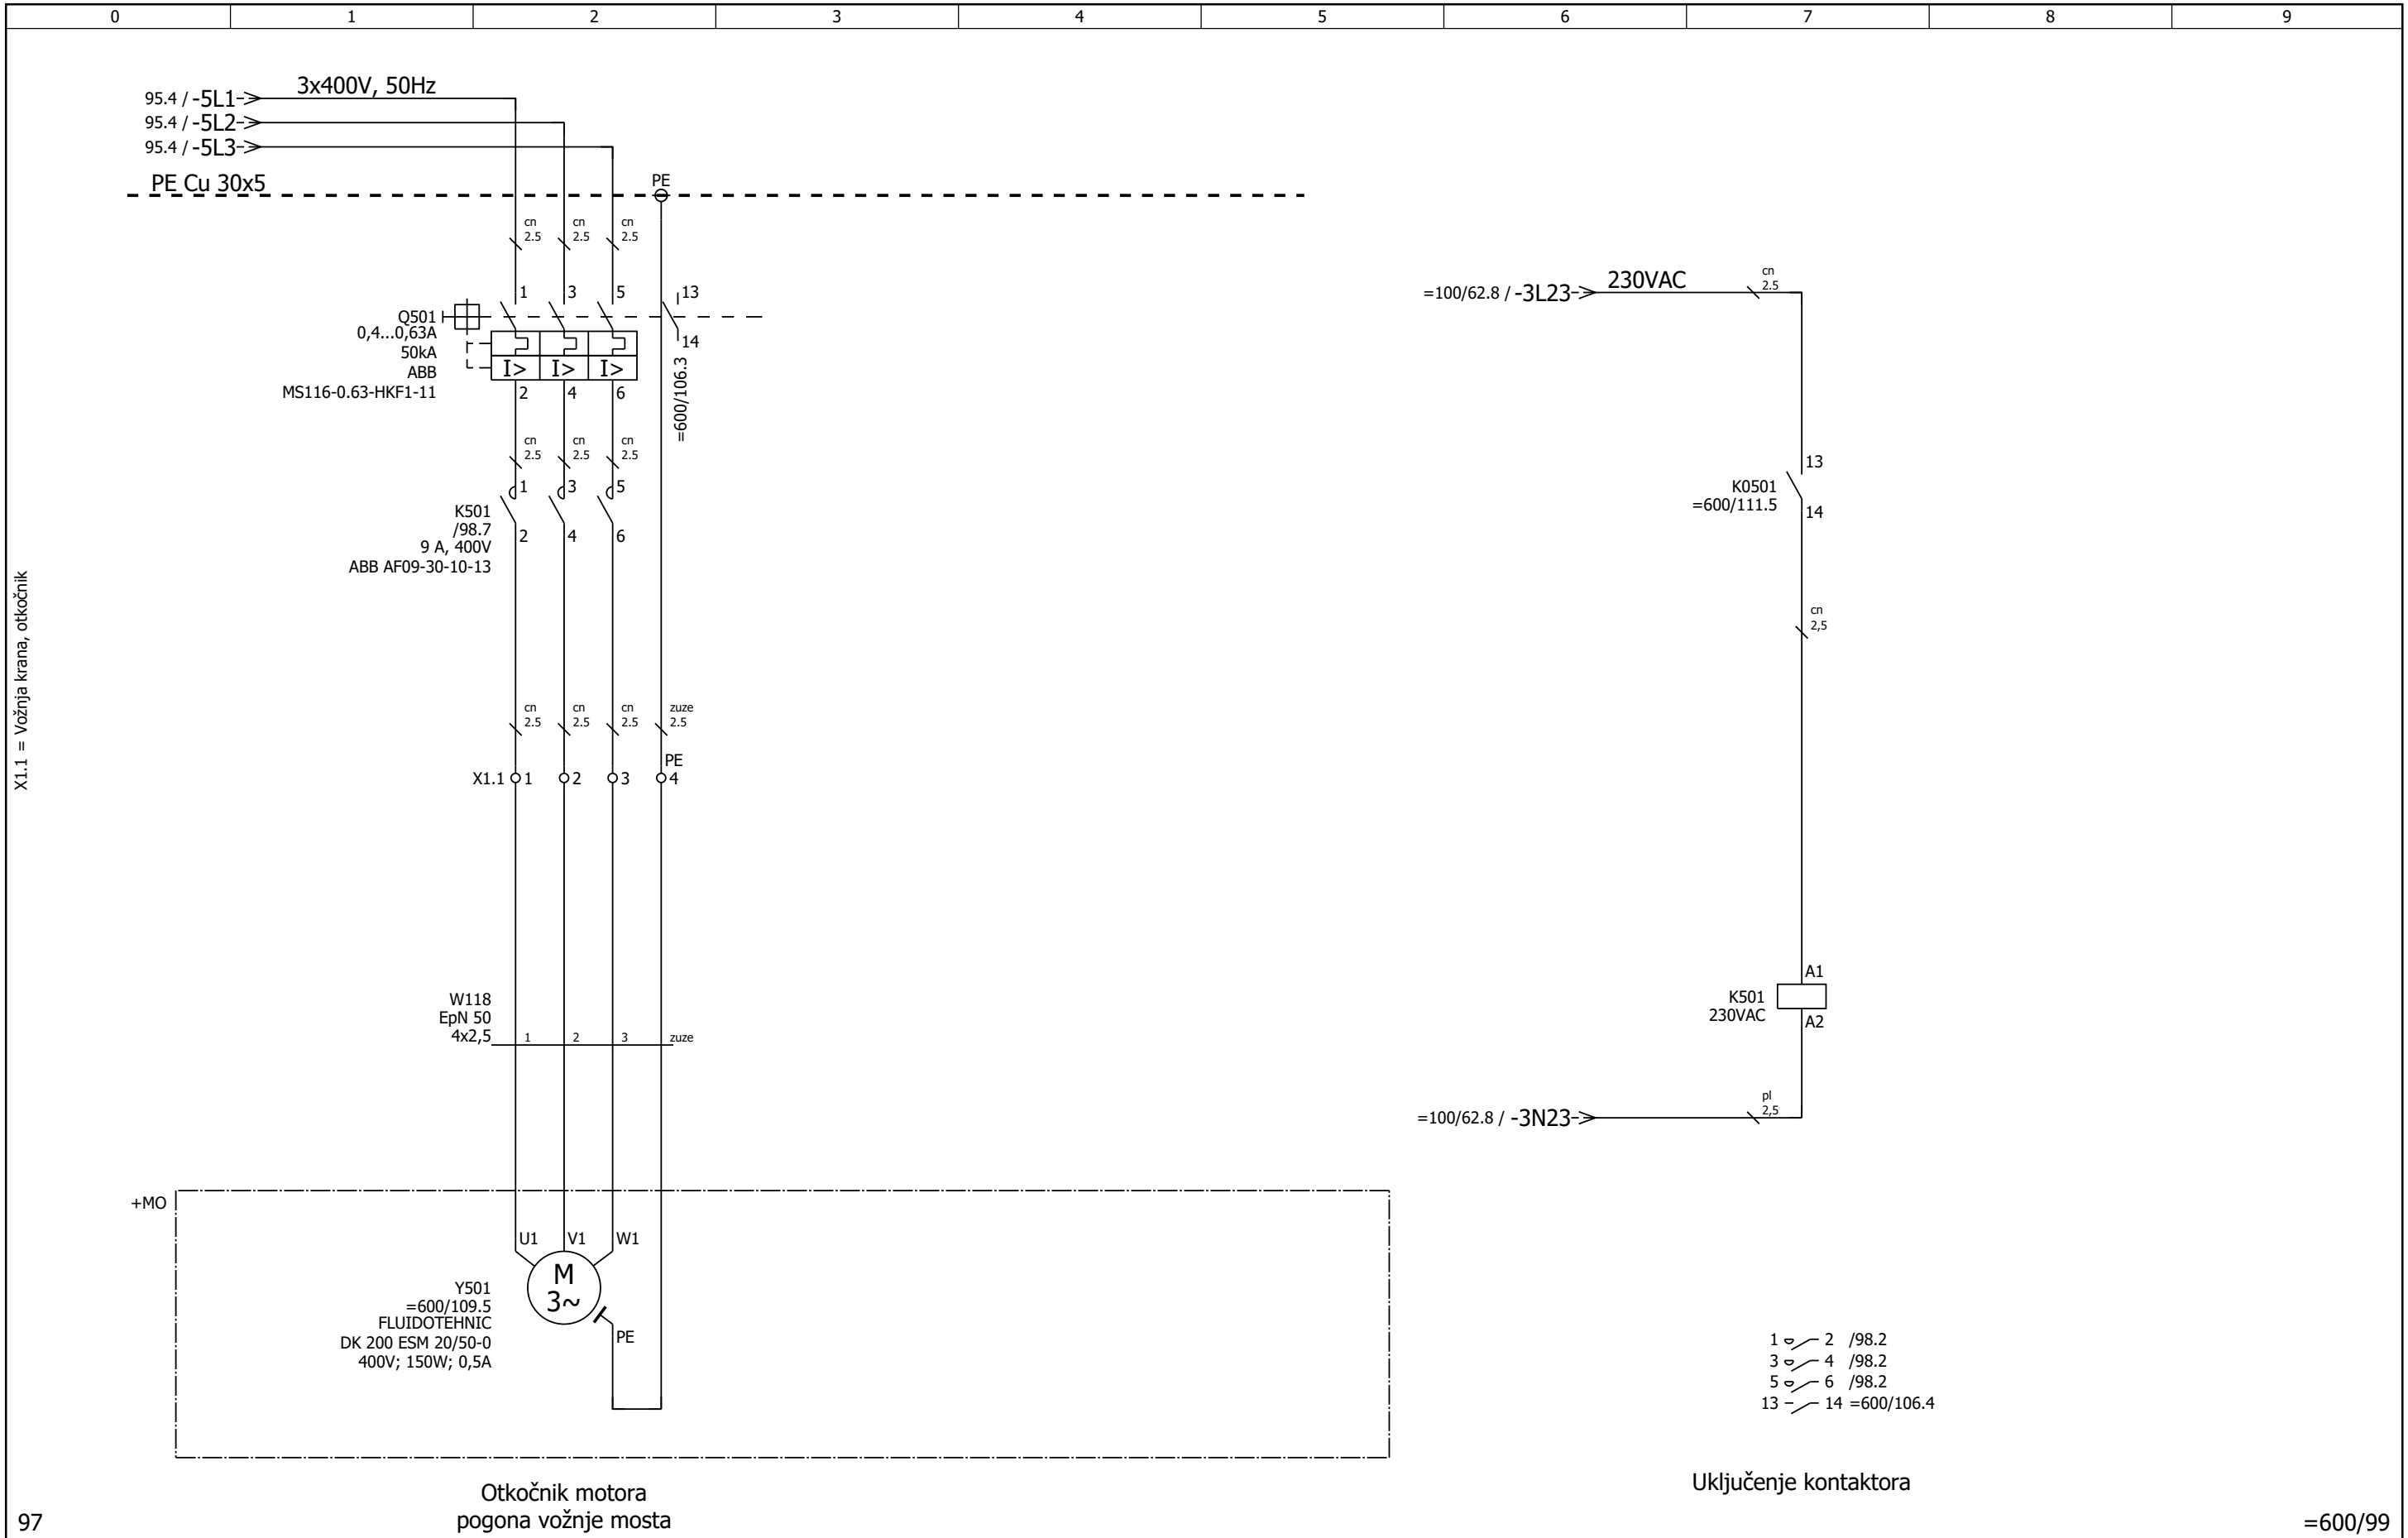 0 1 2 3 4 5 6 7 8 9
3x400V, 50Hz
95.4 / -5L1
95.4 / -5L2
95.4 / -5L3
PE Cu 30x5
PE
cn cn cn
2.5 2.5 2.5
1 3 5 13
Q501
0,4...0,63A
50kA
ABB
MS116-0.63-HKF1-11
14
I> I> I>
2 4 6
=600/106.3
cn cn cn
2.5 2.5 2.5
1 3 5
K501
/98.7
9 A, 400V
ABB AF09-30-10-13
2 4 6
X1.1 = Vožnja krana, otkočnik
cn cn cn zuze
2.5 2.5 2.5 2.5
PE
X1.1 1 2 3 4
W118
EpN 50
4x2,5
1 2 3 zuze
+MO
U1 V1 W1
M
3~
Y501
=600/109.5
FLUIDOTEHNIC
DK 200 ESM 20/50-0
400V; 150W; 0,5A
PE
Otkočnik motora
pogona vožnje mosta
=100/62.8 / -3L23
230VAC
cn
2.5
13
K0501
=600/111.5
14
cn
2,5
A1
K501
230VAC
A2
pl
2,5
=100/62.8 / -3N23
1 2 /98.2
3 4 /98.2
5 6 /98.2
13 14 =600/106.4
Uključenje kontaktora
97
=600/99